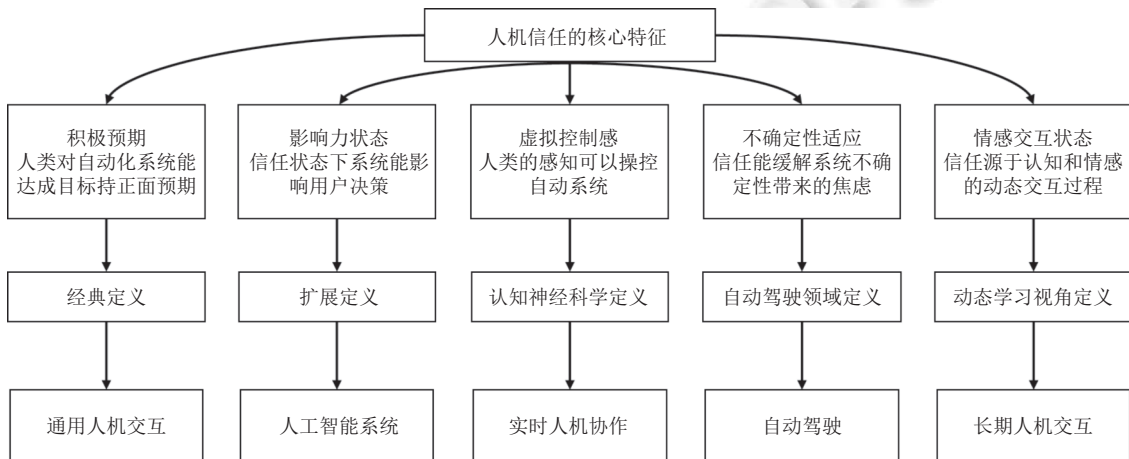 人机信任的核心特征
积极预期
人类对自动化系统能
达成目标持正面预期
影响力状态
信任状态下系统能影
响用户决策
虚拟控制感
人类的感知可以操控
自动系统
不确定性适应
信任能缓解系统不确
定性带来的焦虑
情感交互状态
信任源于认知和情感
的动态交互过程
经典定义
扩展定义
认知神经科学定义
自动驾驶领域定义
动态学习视角定义
通用人机交互
人工智能系统
实时人机协作
自动驾驶
长期人机交互